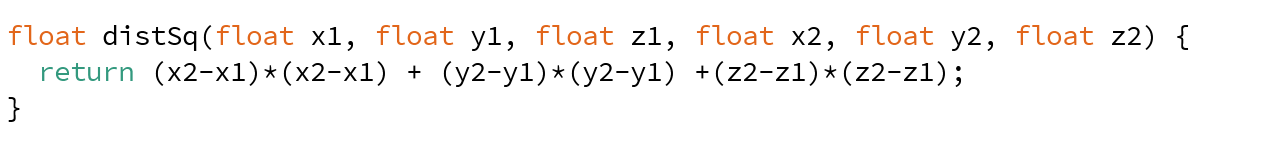 float distSq(float x1, float y1, float z1, float x2, float y2, float z2) {
  return (x2-x1)*(x2-x1) + (y2-y1)*(y2-y1) +(z2-z1)*(z2-z1);
}